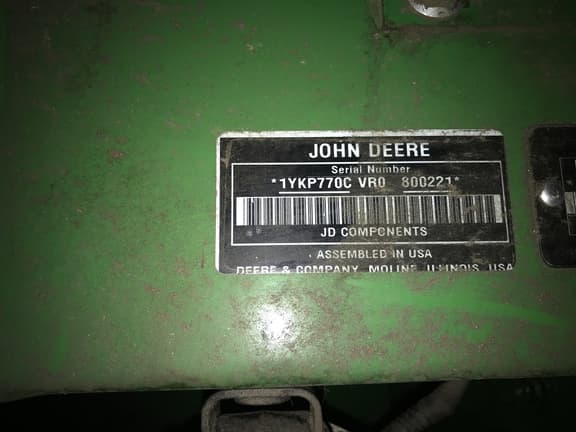 JOHN DEERE
Serial Number
*1YKP770C VR0 800221*
JD COMPONENTS
ASSEMBLED IN USA
DEERE & COMPANY MOLINE, ILLINOIS, USA